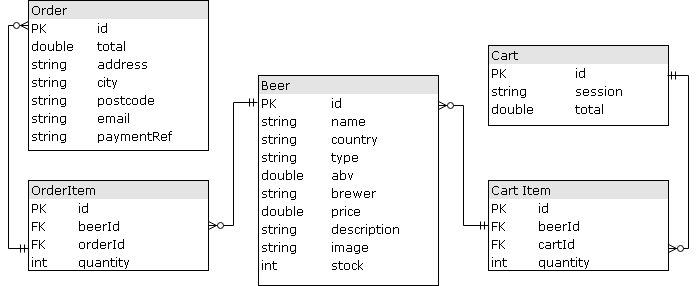 Order
PK id
double total
string address
string city
string postcode
string email
string paymentRef
OrderItem
PK id
FK beerId
FK orderId
int quantity
Beer
PK id
string name
string country
string type
double abv
string brewer
double price
string description
string image
int stock
Cart
PK id
string session
double total
Cart Item
PK id
FK beerId
FK cartId
int quantity